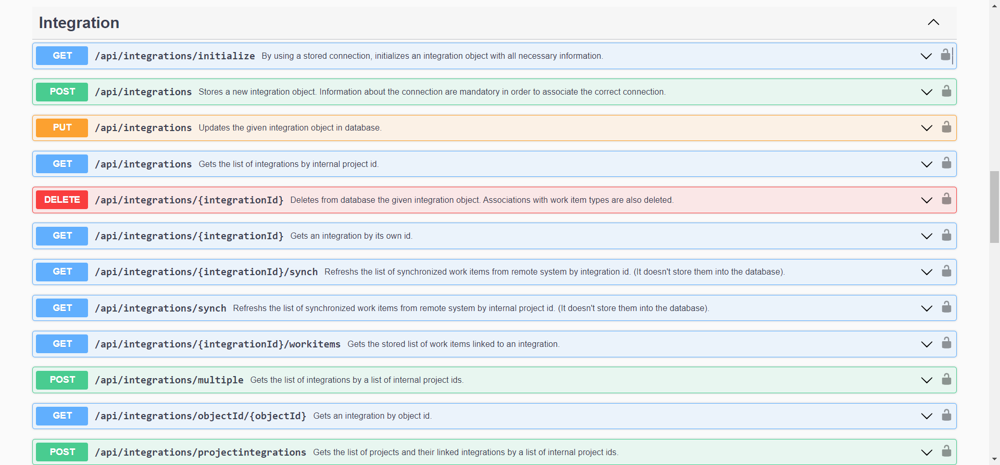 Integration
GET /api/integrations/initialize By using a stored connection, initializes an integration object with all necessary information.
POST /api/integrations Stores a new integration object. Information about the connection are mandatory in order to associate the correct connection.
PUT /api/integrations Updates the given integration object in database.
GET /api/integrations Gets the list of integrations by internal project id.
DELETE /api/integrations/{integrationId} Deletes from database the given integration object. Associations with work item types are also deleted.
GET /api/integrations/{integrationId} Gets an integration by its own id.
GET /api/integrations/{integrationId}/synch Refreshs the list of synchronized work items from remote system by integration id. (It doesn't store them into the database).
GET /api/integrations/synch Refreshs the list of synchronized work items from remote system by internal project id. (It doesn't store them into the database).
GET /api/integrations/{integrationId}/workitems Gets the stored list of work items linked to an integration.
POST /api/integrations/multiple Gets the list of integrations by a list of internal project ids.
GET /api/integrations/objectId/{objectId} Gets an integration by object id.
POST /api/integrations/projectintegrations Gets the list of projects and their linked integrations by a list of internal project ids.